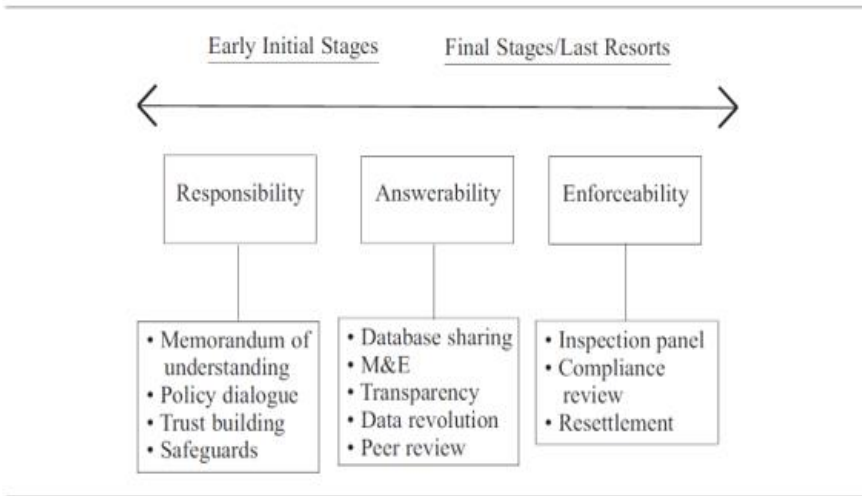 Early Initial Stages
Final Stages/Last Resorts
Responsibility
Answerability
Enforceability
• Memorandum of
understanding
• Policy dialogue
• Trust building
• Safeguards
• Database sharing
• M&E
• Transparency
• Data revolution
• Peer review
• Inspection panel
• Compliance
review
• Resettlement